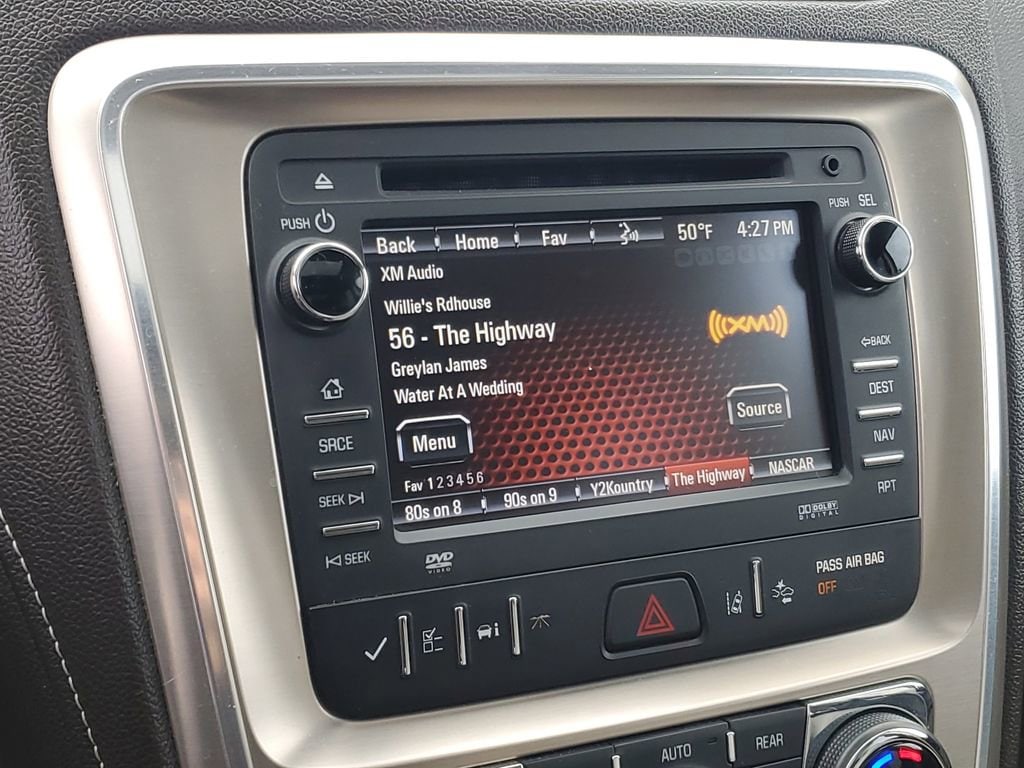 PUSH
PUSH SEL
Back Home Fav 50°F 4:27 PM
XM Audio
Willie's Rdhouse
56 - The Highway
((XM))
Greylan James
Water At A Wedding
Menu
Source
Fav 1 2 3 4 5 6
80s on 8 90s on 9 Y2Kountry The Highway NASCAR
SRCE
SEEK
SEEK
BACK
DEST
NAV
RPT
DVD
VIDEO
DOLBY
DIGITAL
PASS AIR BAG
OFF
AUTO
REAR